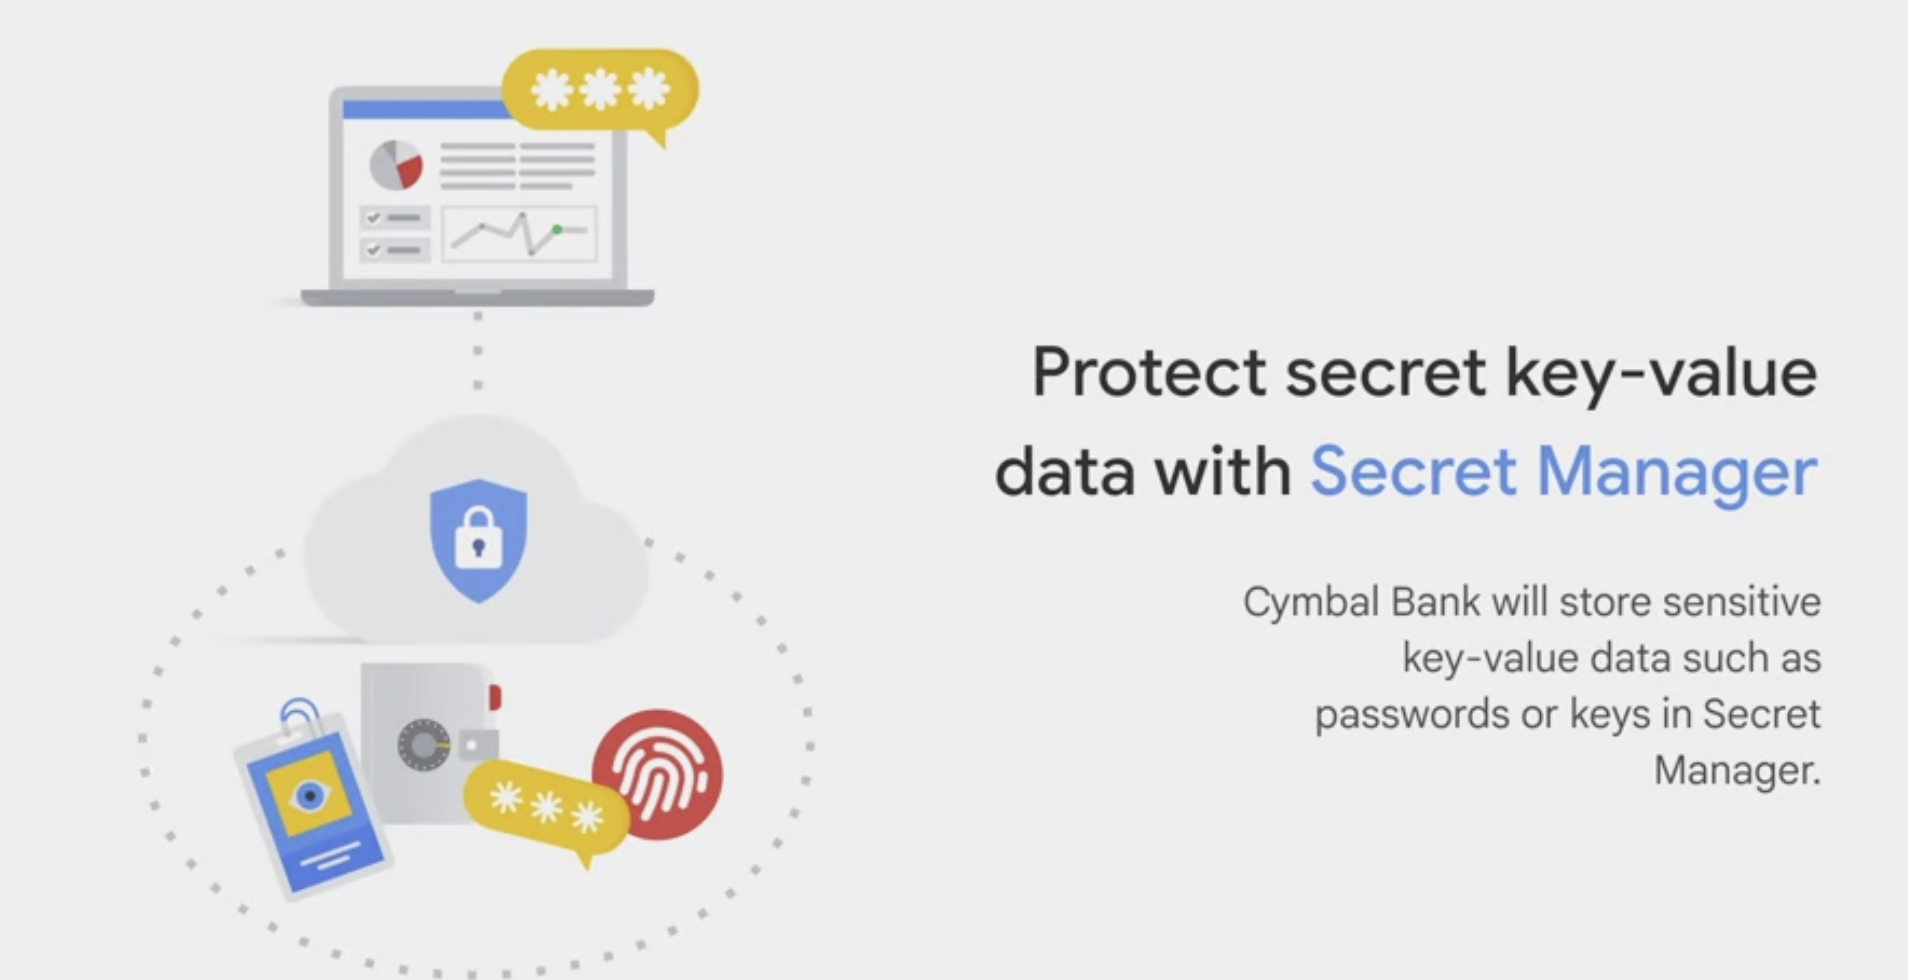 Protect secret key-value
data with Secret Manager
Cymbal Bank will store sensitive
key-value data such as
passwords or keys in Secret
Manager.